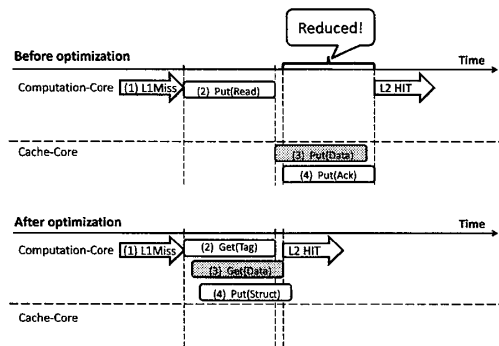 Reduced!
Before optimization
Time
Computation-Core
(1) L1Miss
(2) Put(Read)
L2 HIT
Cache-Core
(3) Put(Data)
(4) Put(Ack)
After optimization
Time
Computation-Core
(1) L1Miss
(2) Get(Tag)
L2 HIT
(3) Get(Data)
(4) Put(Struct)
Cache-Core